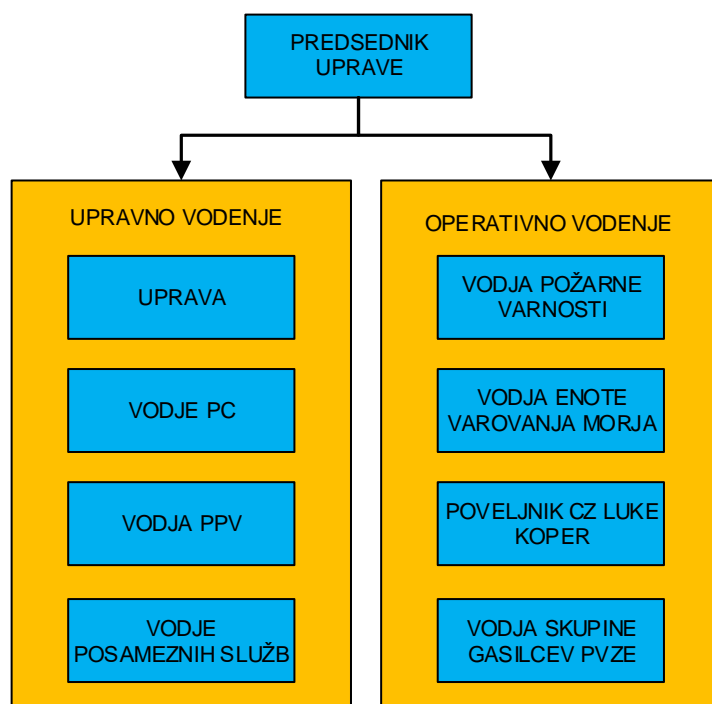 PREDSEDNIK
UPRAVE
UPRAVNO VODENJE
UPRAVA
VODJE PC
VODJA PPV
VODJE
POSAMEZNIH SLUŽB
OPERATIVNO VODENJE
VODJA POŽARNE
VARNOSTI
VODJA ENOTE
VAROVANJA MORJA
POVELJNIK CZ LUKE
KOPER
VODJA SKUPINE
GASILCEV PVZE